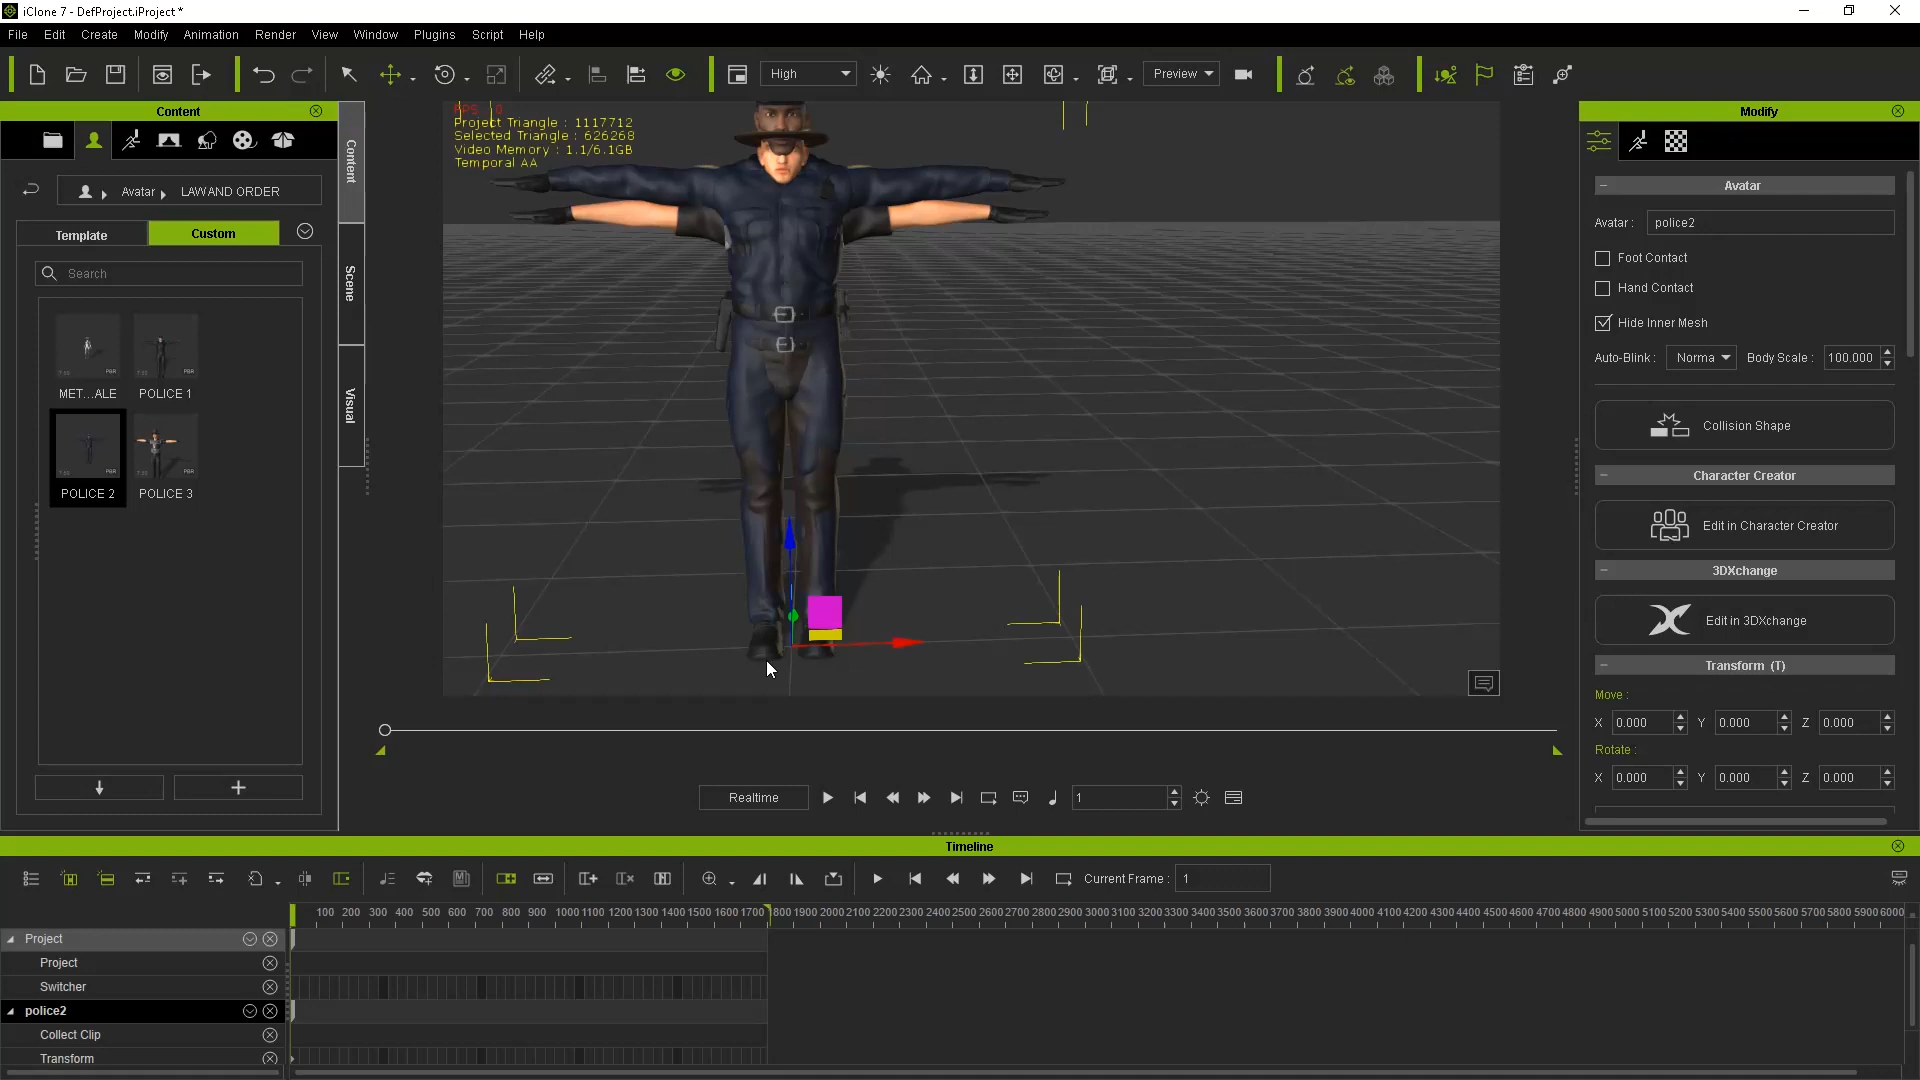 iClone 7 - DefProject.iProject *
File Edit Create Modify Animation Render View Window Plugins Script Help
High
Preview
Content
Avatar
LAW AND ORDER
Template
Custom
Search
MET...ALE
POLICE 1
POLICE 2
POLICE 3
Content
Scene
Visual
FPS : 0
Project Triangle : 1117712
Selected Triangle : 626268
Video Memory : 1.1/6.1GB
Temporal AA
Modify
Avatar
Avatar : police2
Foot Contact
Hand Contact
Hide Inner Mesh
Auto-Blink : Norma Body Scale : 100.000
Collision Shape
Character Creator
Edit in Character Creator
3DXchange
Edit in 3DXchange
Transform (T)
Move :
X 0.000 Y 0.000 Z 0.000
Rotate :
X 0.000 Y 0.000 Z 0.000
Realtime
1
Timeline
Current Frame : 1
100 200 300 400 500 600 700 800 900 1000 1100 1200 1300 1400 1500 1600 1700 1800 1900 2000 2100 2200 2300 2400 2500 2600 2700 2800 2900 3000 3100 3200 3300 3400 3500 3600 3700 3800 3900 4000 4100 4200 4300 4400 4500 4600 4700 4800 4900 5000 5100 5200 5300 5400 5500 5600 5700 5800 5900 6000
Project
Project
Switcher
police2
Collect Clip
Transform